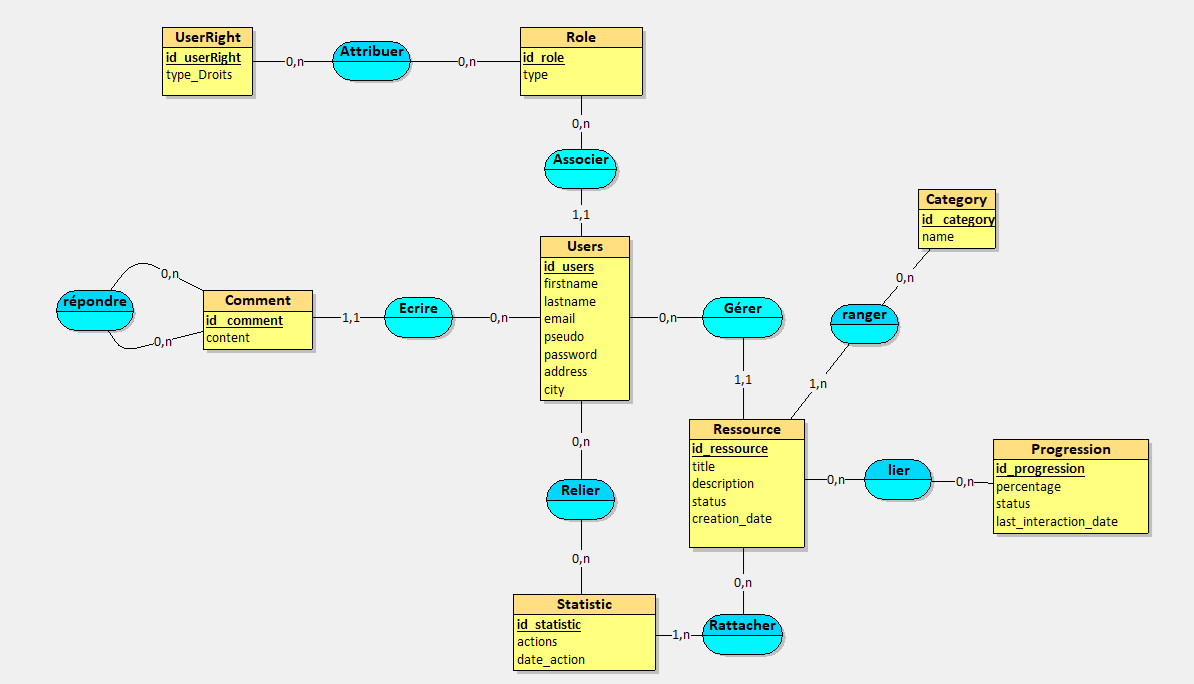 UserRight
id_userRight
type_Droits
0,n
Attribuer
0,n
Role
id_role
type
0,n
Associer
1,1
Users
id_users
firstname
lastname
email
pseudo
password
address
city
Category
id_category
name
0,n
ranger
1,n
répondre
0,n
0,n
Comment
id_comment
content
1,1
Ecrire
0,n
0,n
Gérer
1,1
Ressource
id_ressource
title
description
status
creation_date
0,n
lier
0,n
Progression
id_progression
percentage
status
last_interaction_date
0,n
Relier
0,n
Statistic
id_statistic
actions
date_action
1,n
Rattacher
0,n